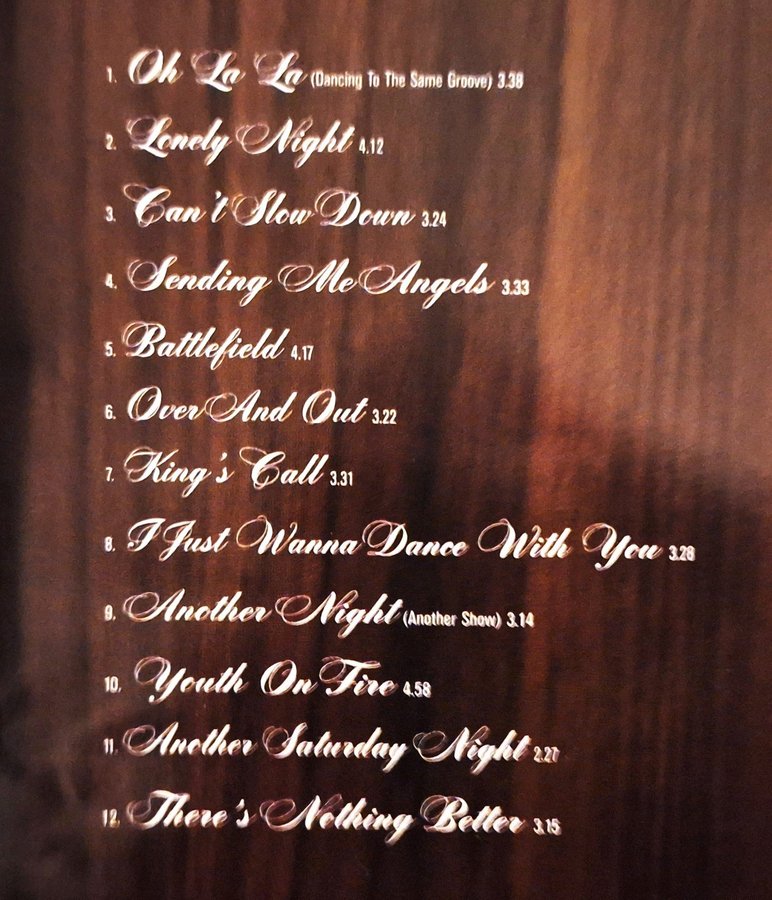 1. Oh La La (Dancing To The Same Groove) 3.38
2. Lonely Night 4.12
3. Can't Slow Down 3.24
4. Sending Me Angels 3.33
5. Battlefield 4.17
6. Over And Out 3.22
7. King's Call 3.31
8. I Just Wanna Dance With You 3.28
9. Another Night (Another Show) 3.14
10. Youth On Fire 4.58
11. Another Saturday Night 2.27
12. There's Nothing Better 3.15